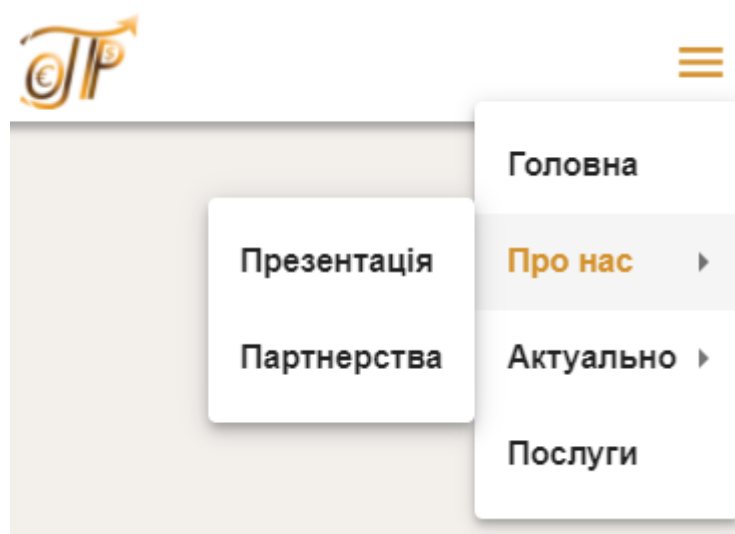 Головна
Про нас
Актуально
Послуги
Презентація
Партнерства